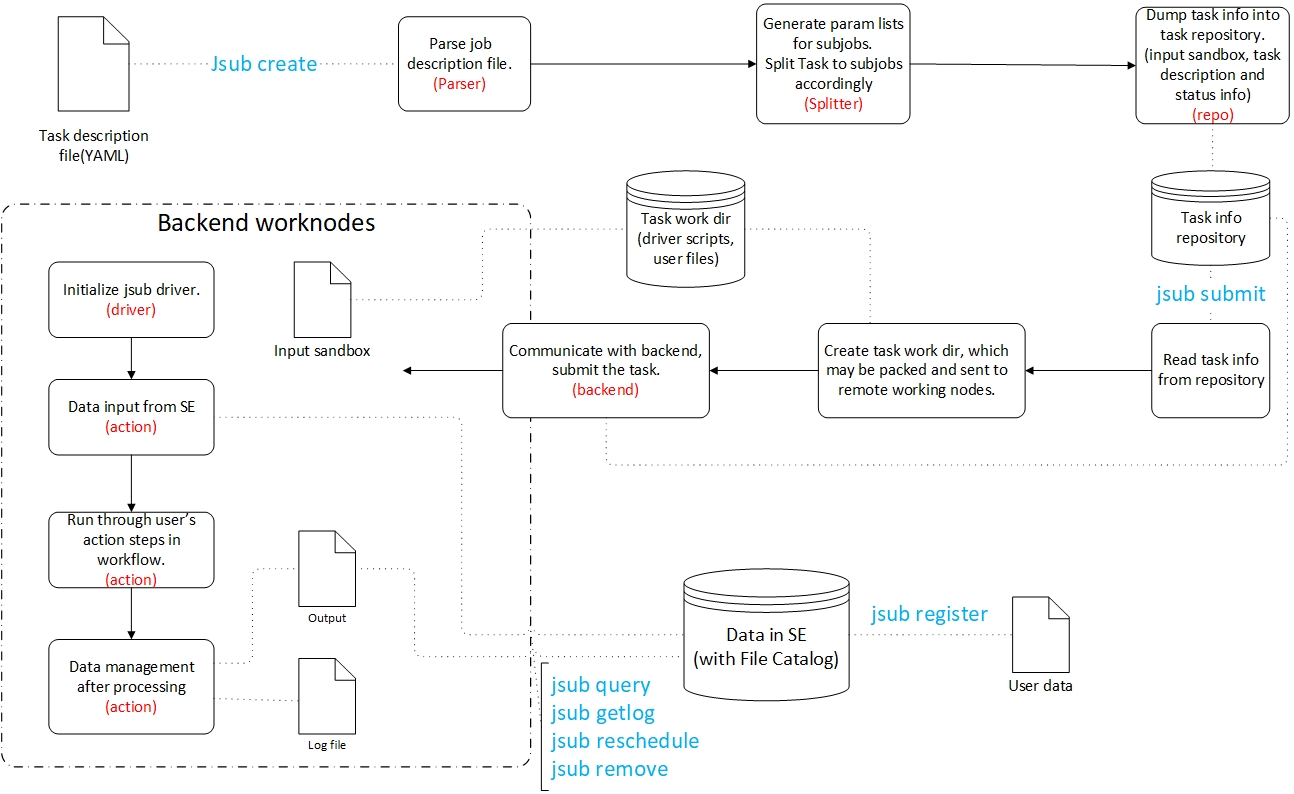 Jsub create
Task description
file(YAML)
Parse job
description file.
(Parser)
Generate param lists
for subjobs.
Split Task to subjobs
accordingly
(Splitter)
Dump task info into
task repository.
(input sandbox, task
description and
status info)
(repo)
Task info
repository
jsub submit
Read task info
from repository
Create task work dir, which
may be packed and sent to
remote working nodes.
Task work dir
(driver scripts,
user files)
Communicate with backend,
submit the task.
(backend)
Backend worknodes
Initialize jsub driver.
(driver)
Input sandbox
Data input from SE
(action)
Run through user’s
action steps in
workflow.
(action)
Data management
after processing
(action)
Output
Log file
Data in SE
(with File Catalog)
jsub register
User data
jsub query
jsub getlog
jsub reschedule
jsub remove